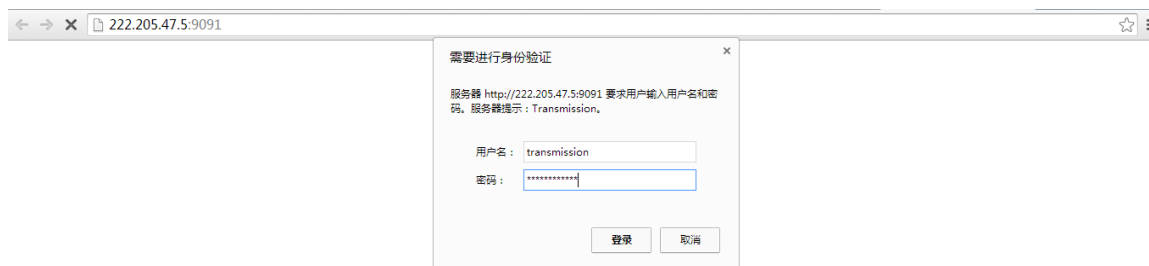 222.205.47.5:9091
需要进行身份验证
服务器 http://222.205.47.5:9091 要求用户输入用户名和密
码。服务器提示：Transmission。
用户名： transmission
密码： ************
登录 取消